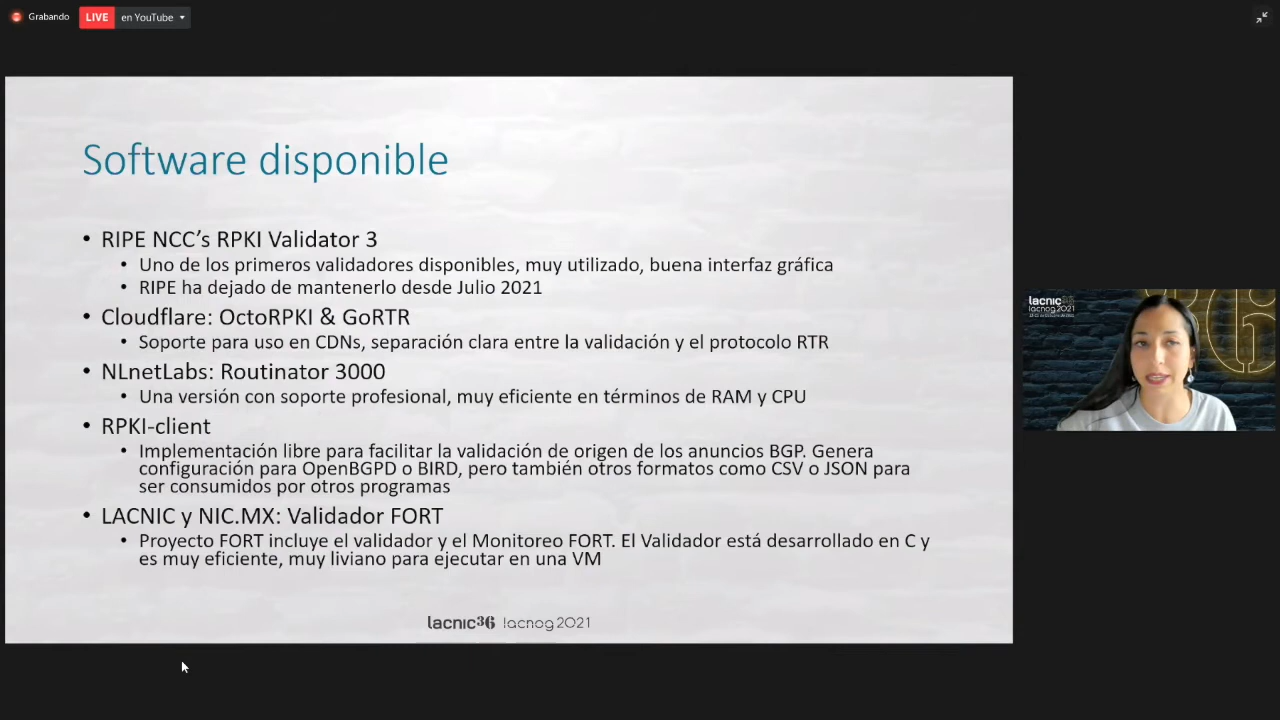 Grabando
LIVE
en YouTube
Software disponible
• RIPE NCC’s RPKI Validator 3
• Uno de los primeros validadores disponibles, muy utilizado, buena interfaz gráfica
• RIPE ha dejado de mantenerlo desde Julio 2021
• Cloudflare: OctoRPKI & GoRTR
• Soporte para uso en CDNs, separación clara entre la validación y el protocolo RTR
• NLnetLabs: Routinator 3000
• Una versión con soporte profesional, muy eficiente en términos de RAM y CPU
• RPKI-client
• Implementación libre para facilitar la validación de origen de los anuncios BGP. Genera
configuración para OpenBGPD o BIRD, pero también otros formatos como CSV o JSON para
ser consumidos por otros programas
• LACNIC y NIC.MX: Validador FORT
• Proyecto FORT incluye el validador y el Monitoreo FORT. El Validador está desarrollado en C y
es muy eficiente, muy liviano para ejecutar en una VM
lacnic36 lacnog2021
lacnic36
lacnog2021